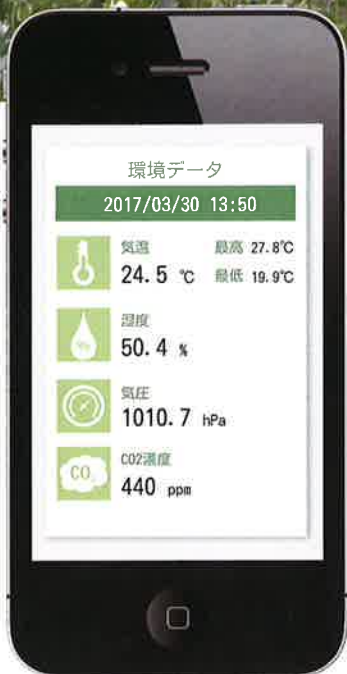 環境データ
2017/03/30 13:50
気温 最高 27.8℃
24.5 ℃ 最低 19.9℃
湿度
%
50.4 %
気圧
1010.7 hPa
CO2濃度
CO₂
440 ppm